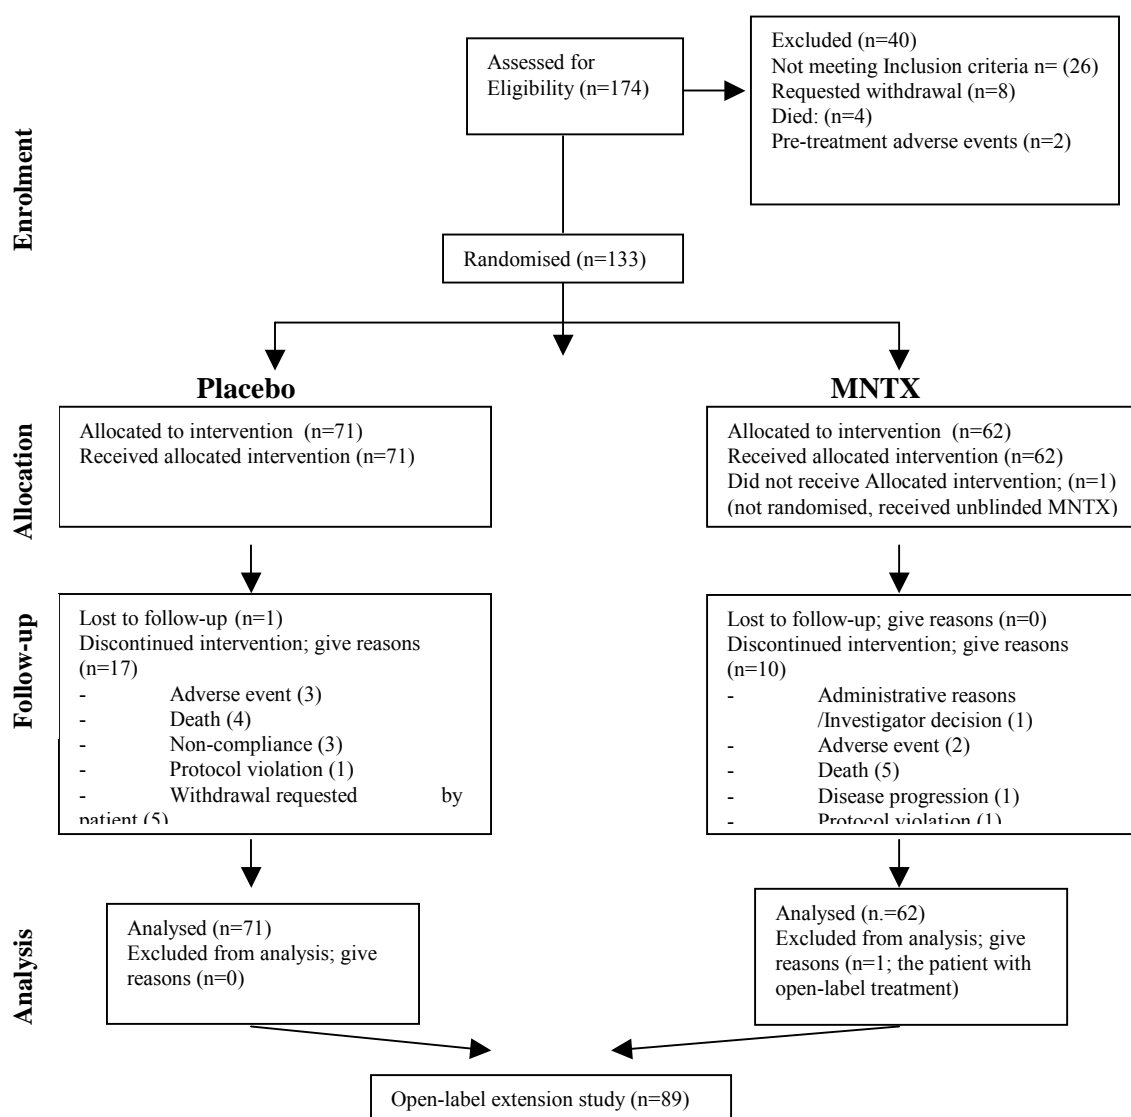 Enrolment
Assessed for
Eligibility (n=174)
Excluded (n=40)
Not meeting Inclusion criteria n= (26)
Requested withdrawal (n=8)
Died: (n=4)
Pre-treatment adverse events (n=2)
Randomised (n=133)
Allocation
Placebo
Allocated to intervention (n=71)
Received allocated intervention (n=71)
MNTX
Allocated to intervention (n=62)
Received allocated intervention (n=62)
Did not receive Allocated intervention; (n=1)
(not randomised, received unblinded MNTX)
Follow-up
Lost to follow-up (n=1)
Discontinued intervention; give reasons
(n=17)
- Adverse event (3)
- Death (4)
- Non-compliance (3)
- Protocol violation (1)
- Withdrawal requested by
patient (5)
Lost to follow-up; give reasons (n=0)
Discontinued intervention; give reasons
(n=10)
- Administrative reasons
/Investigator decision (1)
- Adverse event (2)
- Death (5)
- Disease progression (1)
- Protocol violation (1)
Analysis
Analysed (n=71)
Excluded from analysis; give
reasons (n=0)
Analysed (n.=62)
Excluded from analysis; give
reasons (n=1; the patient with
open-label treatment)
Open-label extension study (n=89)